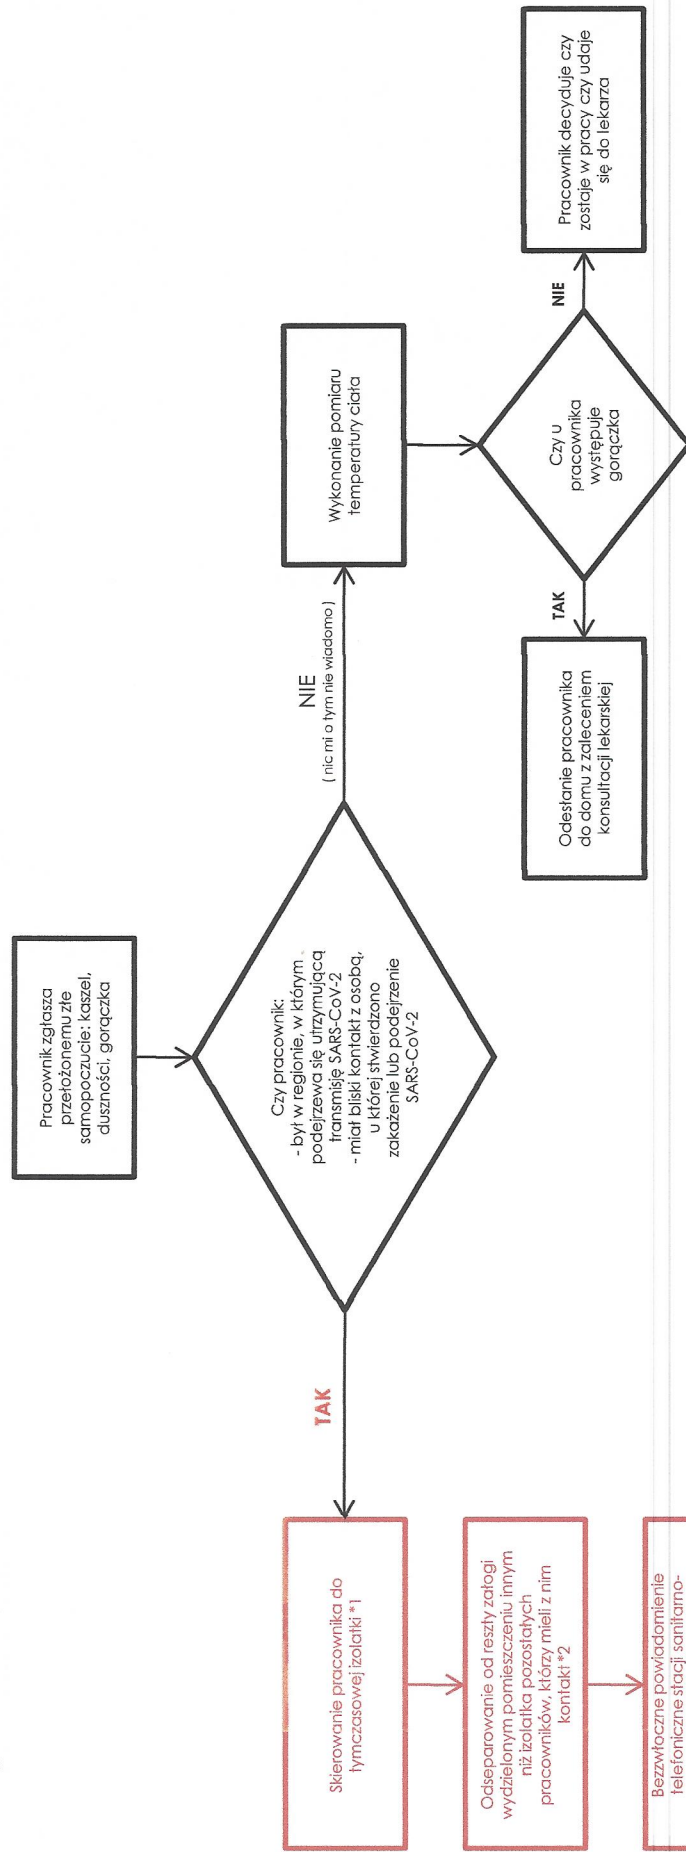 Pracownik zgłasza
przełożonemu złe
samopoczucie: kaszel,
duszności, gorączka
Czy pracownik:
- był w regionie, w którym
podejrzewa się utrzymującą
transmisję SARS-CoV-2
- miał bliski kontakt z osobą,
u której stwierdzono
zakażenie lub podejrzenie
SARS-CoV-2
TAK
NIE
( nic mi o tym nie wiadomo )
Skierowanie pracownika do
tymczasowej izolatki *1
Odseparowanie od reszty załogi
wydzielonym pomieszczeniu innym
niż izolatka pozostałych
pracowników, którzy mieli z nim
kontakt *2
Bezzwłoczne powiadomienie
telefoniczne stacji sanitarno-
Wykonanie pomiaru
temperatury ciała
Czy u
pracownika
występuje
gorączka
TAK
NIE
Odesłanie pracownika
do domu z zaleceniem
konsultacji lekarskiej
Pracownik decyduje czy
zostaje w pracy czy udaje
się do lekarza